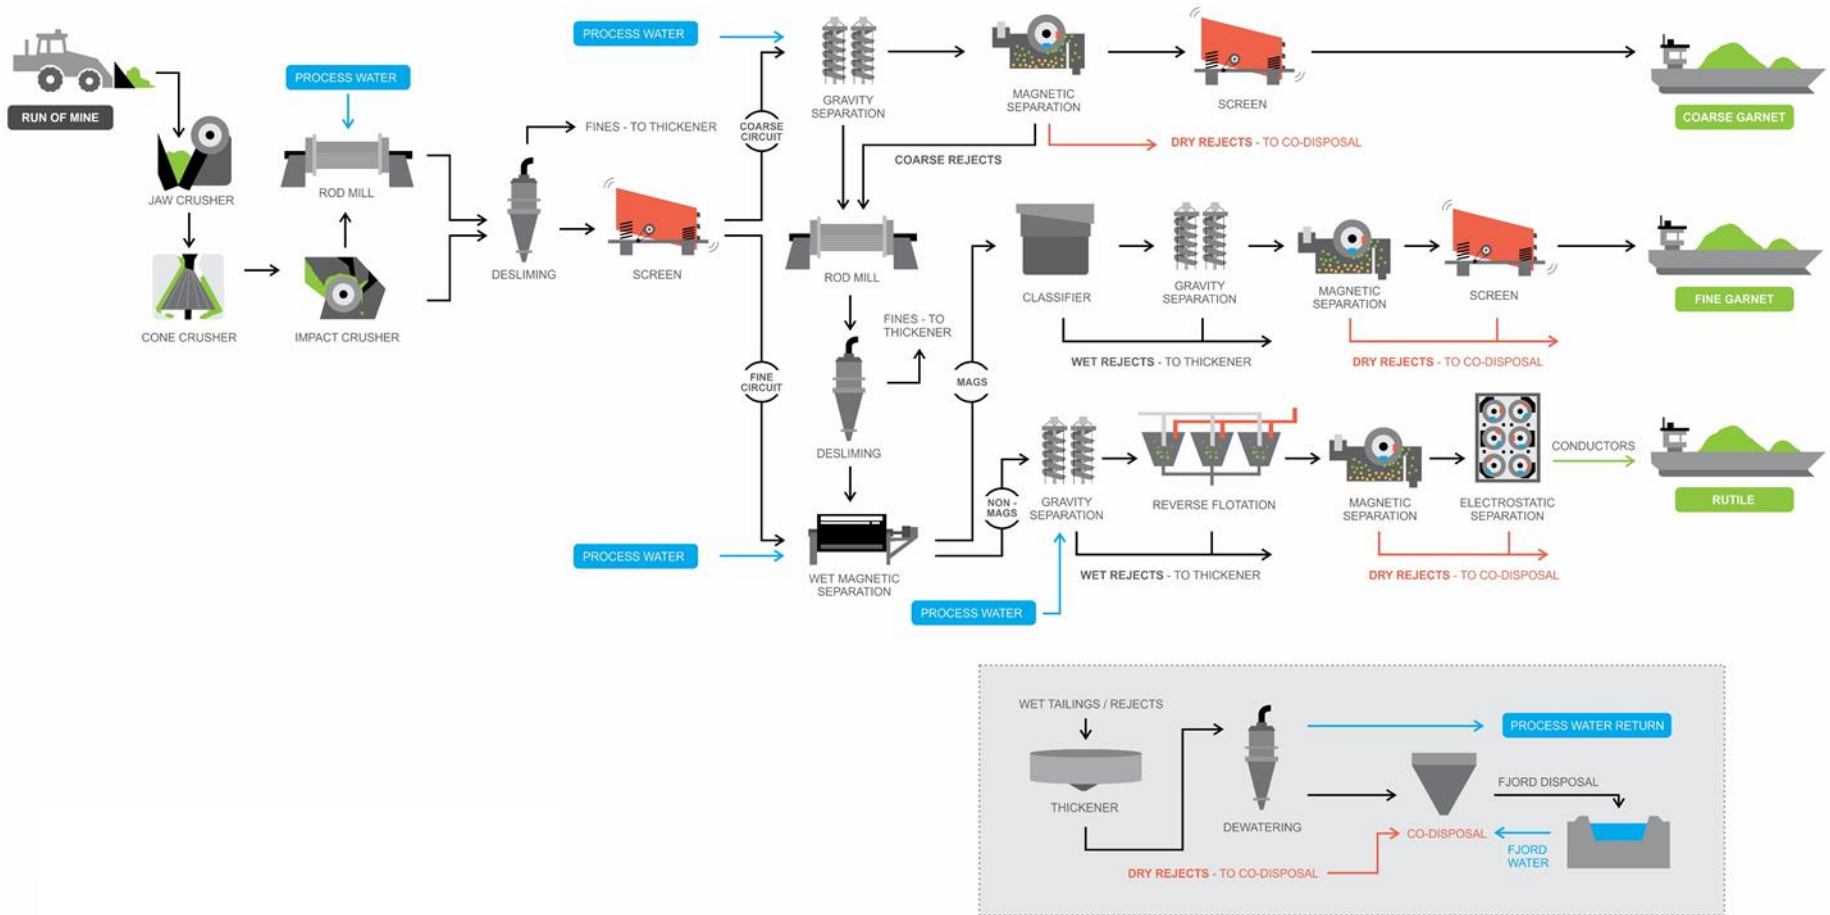 PROCESS WATER
RUN OF MINE
PROCESS WATER
JAW CRUSHER
ROD MILL
CONE CRUSHER
IMPACT CRUSHER
FINES - TO THICKENER
DESLIMING
SCREEN
COARSE
CIRCUIT
FINE
CIRCUIT
GRAVITY
SEPARATION
MAGNETIC
SEPARATION
SCREEN
COARSE GARNET
COARSE REJECTS
DRY REJECTS - TO CO-DISPOSAL
ROD MILL
FINES - TO
THICKENER
DESLIMING
MAGS
CLASSIFIER
GRAVITY
SEPARATION
MAGNETIC
SEPARATION
SCREEN
FINE GARNET
WET REJECTS - TO THICKENER
DRY REJECTS - TO CO-DISPOSAL
PROCESS WATER
WET MAGNETIC
SEPARATION
NON -
MAGS
GRAVITY
SEPARATION
REVERSE FLOTATION
MAGNETIC
SEPARATION
ELECTROSTATIC
SEPARATION
CONDUCTORS
RUTILE
WET REJECTS - TO THICKENER
DRY REJECTS - TO CO-DISPOSAL
PROCESS WATER
WET TAILINGS / REJECTS
THICKENER
DEWATERING
PROCESS WATER RETURN
FJORD DISPOSAL
CO-DISPOSAL
FJORD
WATER
DRY REJECTS - TO CO-DISPOSAL